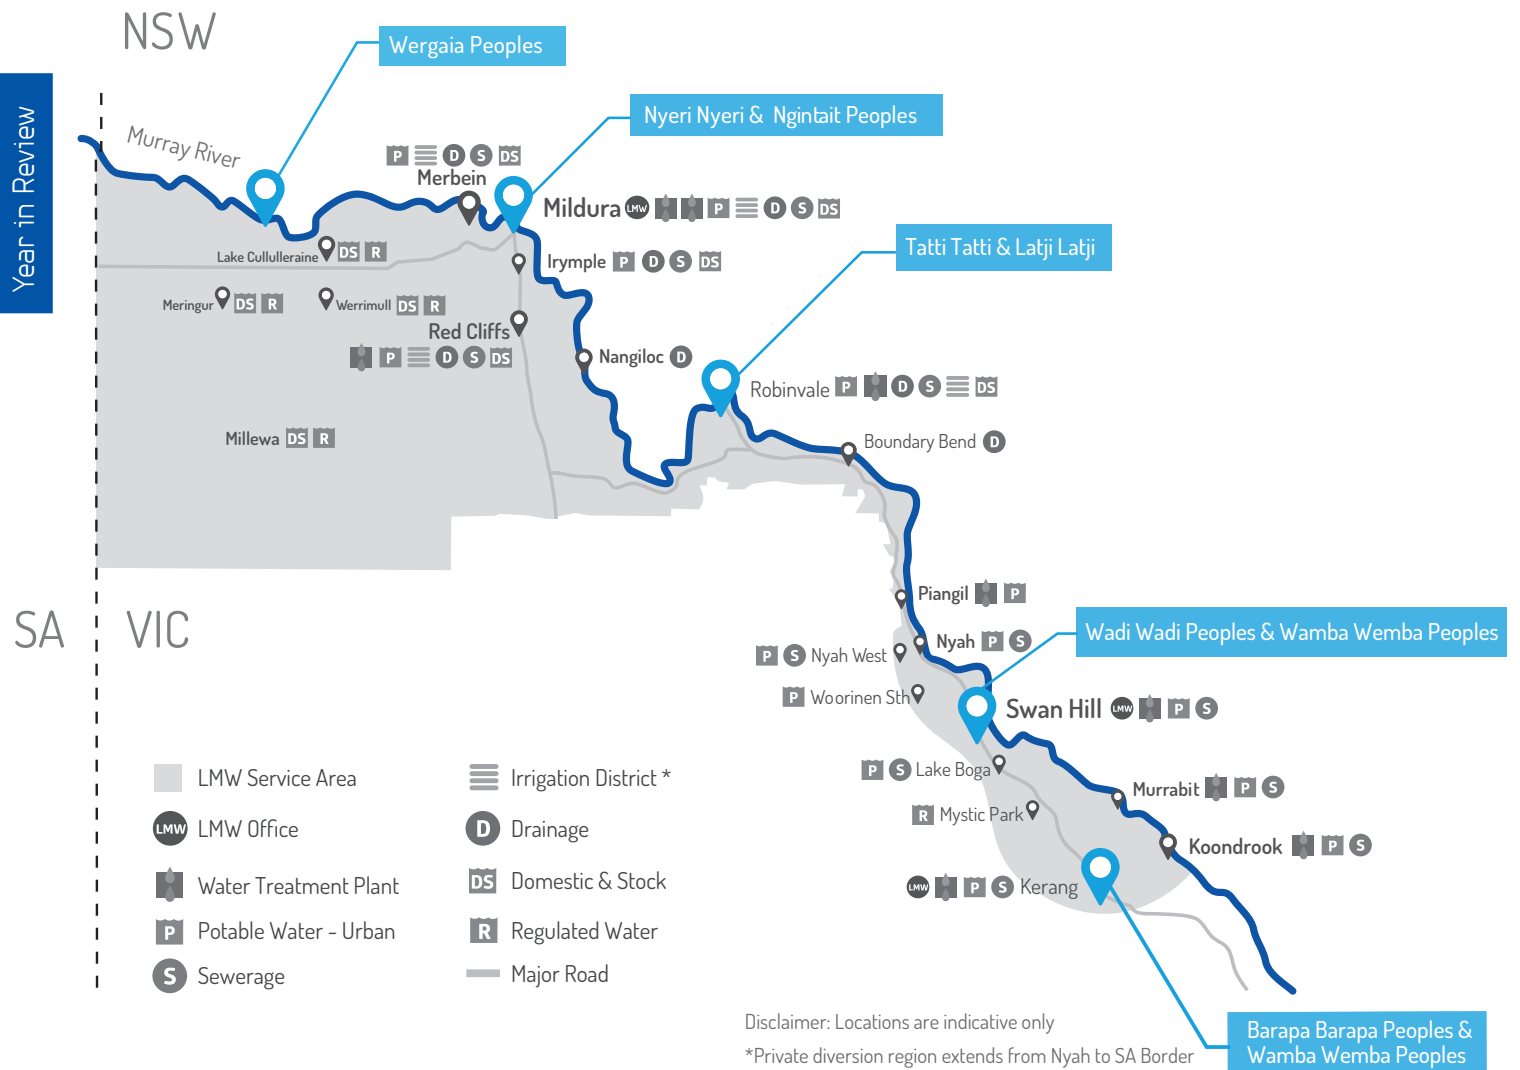 NSW
Wergaia Peoples
Year in Review
Nyeri Nyeri & Ngintait Peoples
Murray River
P D S DS
Merbein
Mildura LMW P D S DS
Tatti Tatti & Latji Latji
Lake Cullulleraine DS R
Irymple P D S DS
Meringur DS R
Werrimull DS R
Red Cliffs
P D S DS
Nangiloc D
Robinvale P D S DS
Millewa DS R
Boundary Bend D
Piangil P
SA
VIC
Nyah P S
Wadi Wadi Peoples & Wamba Wemba Peoples
P S Nyah West
P Woorinen Sth
Swan Hill LMW P S
P S Lake Boga
Murrabit P S
R Mystic Park
Koondrook P S
LMW P S Kerang
LMW Service Area
LMW LMW Office
Water Treatment Plant
P Potable Water - Urban
S Sewerage
Irrigation District *
D Drainage
DS Domestic & Stock
R Regulated Water
Major Road
Disclaimer: Locations are indicative only
*Private diversion region extends from Nyah to SA Border
Barapa Barapa Peoples &
Wamba Wemba Peoples